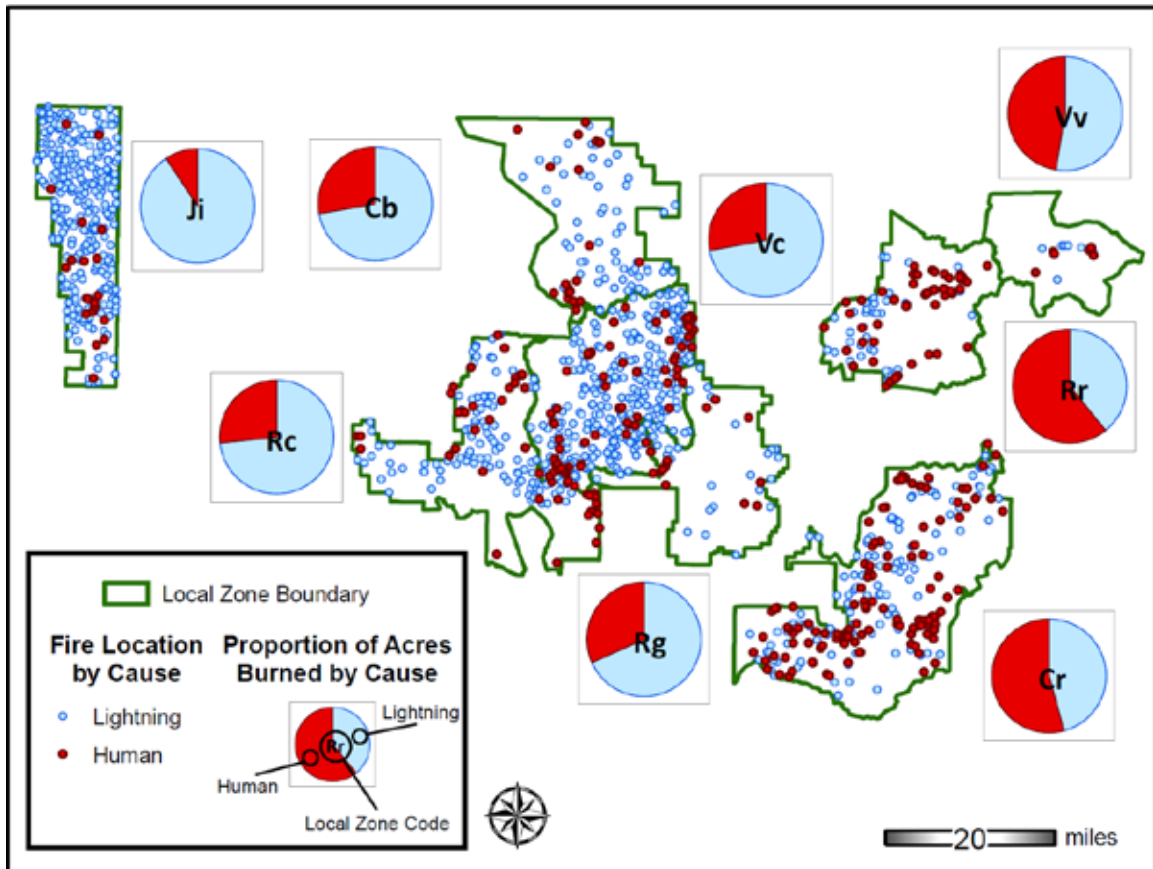 Vv
Ji
Cb
Vc
Rr
Rc
Rg
Cr
Local Zone Boundary
Fire Location
by Cause
Lightning
Human
Proportion of Acres
Burned by Cause
Lightning
Rr
Human
Local Zone Code
20 miles